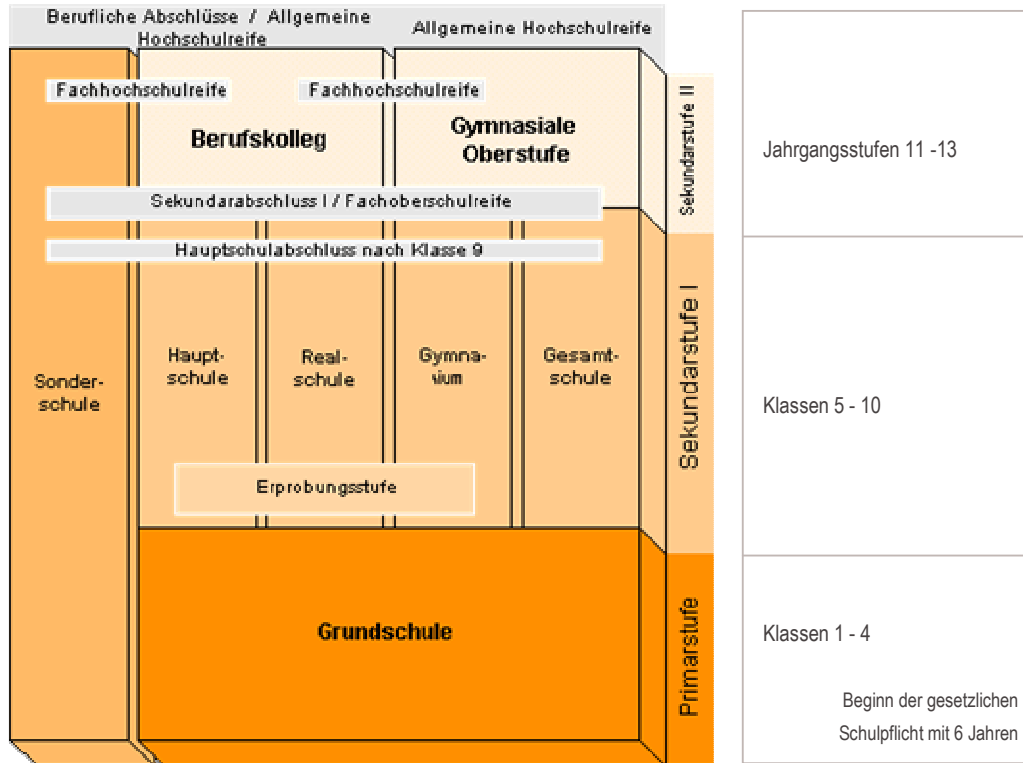 Berufliche Abschlüsse / Allgemeine
Hochschulreife
Allgemeine Hochschulreife
Fachhochschulreife
Fachhochschulreife
Berufskolleg
Gymnasiale
Oberstufe
Sekundarstufe II
Jahrgangsstufen 11 -13
Sekundarabschluss I / Fachoberschulreife
Hauptschulabschluss nach Klasse 9
Sonder-
schule
Haupt-
schule
Real-
schule
Gymna-
sium
Gesamt-
schule
Sekundarstufe I
Klassen 5 - 10
Erprobungsstufe
Grundschule
Primarstufe
Klassen 1 - 4
Beginn der gesetzlichen
Schulpflicht mit 6 Jahren